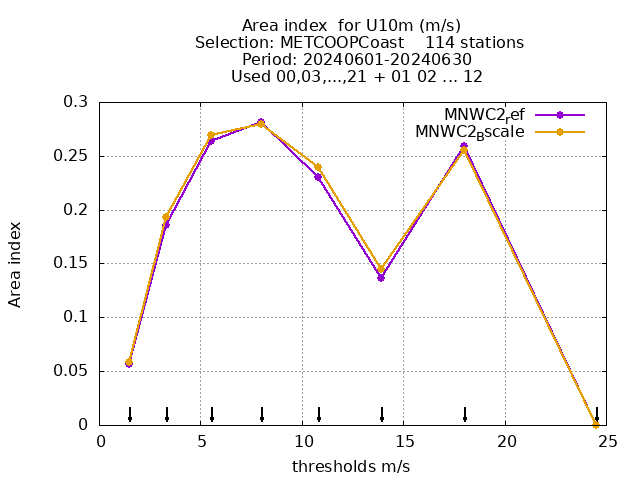 Area index  for U10m (m/s)
Selection: METCOOPCoast    114 stations
Period: 20240601-20240630
Used 00,03,...,21 + 01 02 ... 12
MNWC2_ref
MNWC2_Bscale
Area index
0.3
0.25
0.2
0.15
0.1
0.05
0
0 5 10 15 20 25
thresholds m/s